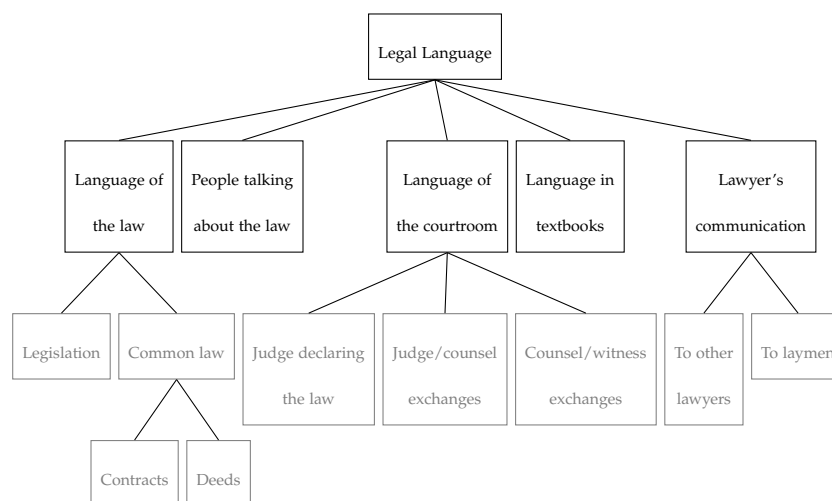 Legal Language
Language of
the law
People talking
about the law
Language of
the courtroom
Language in
textbooks
Lawyer's
communication
Legislation
Common law
Judge declaring
the law
Judge/counsel
exchanges
Counsel/witness
exchanges
To other
lawyers
To laymen
Contracts
Deeds